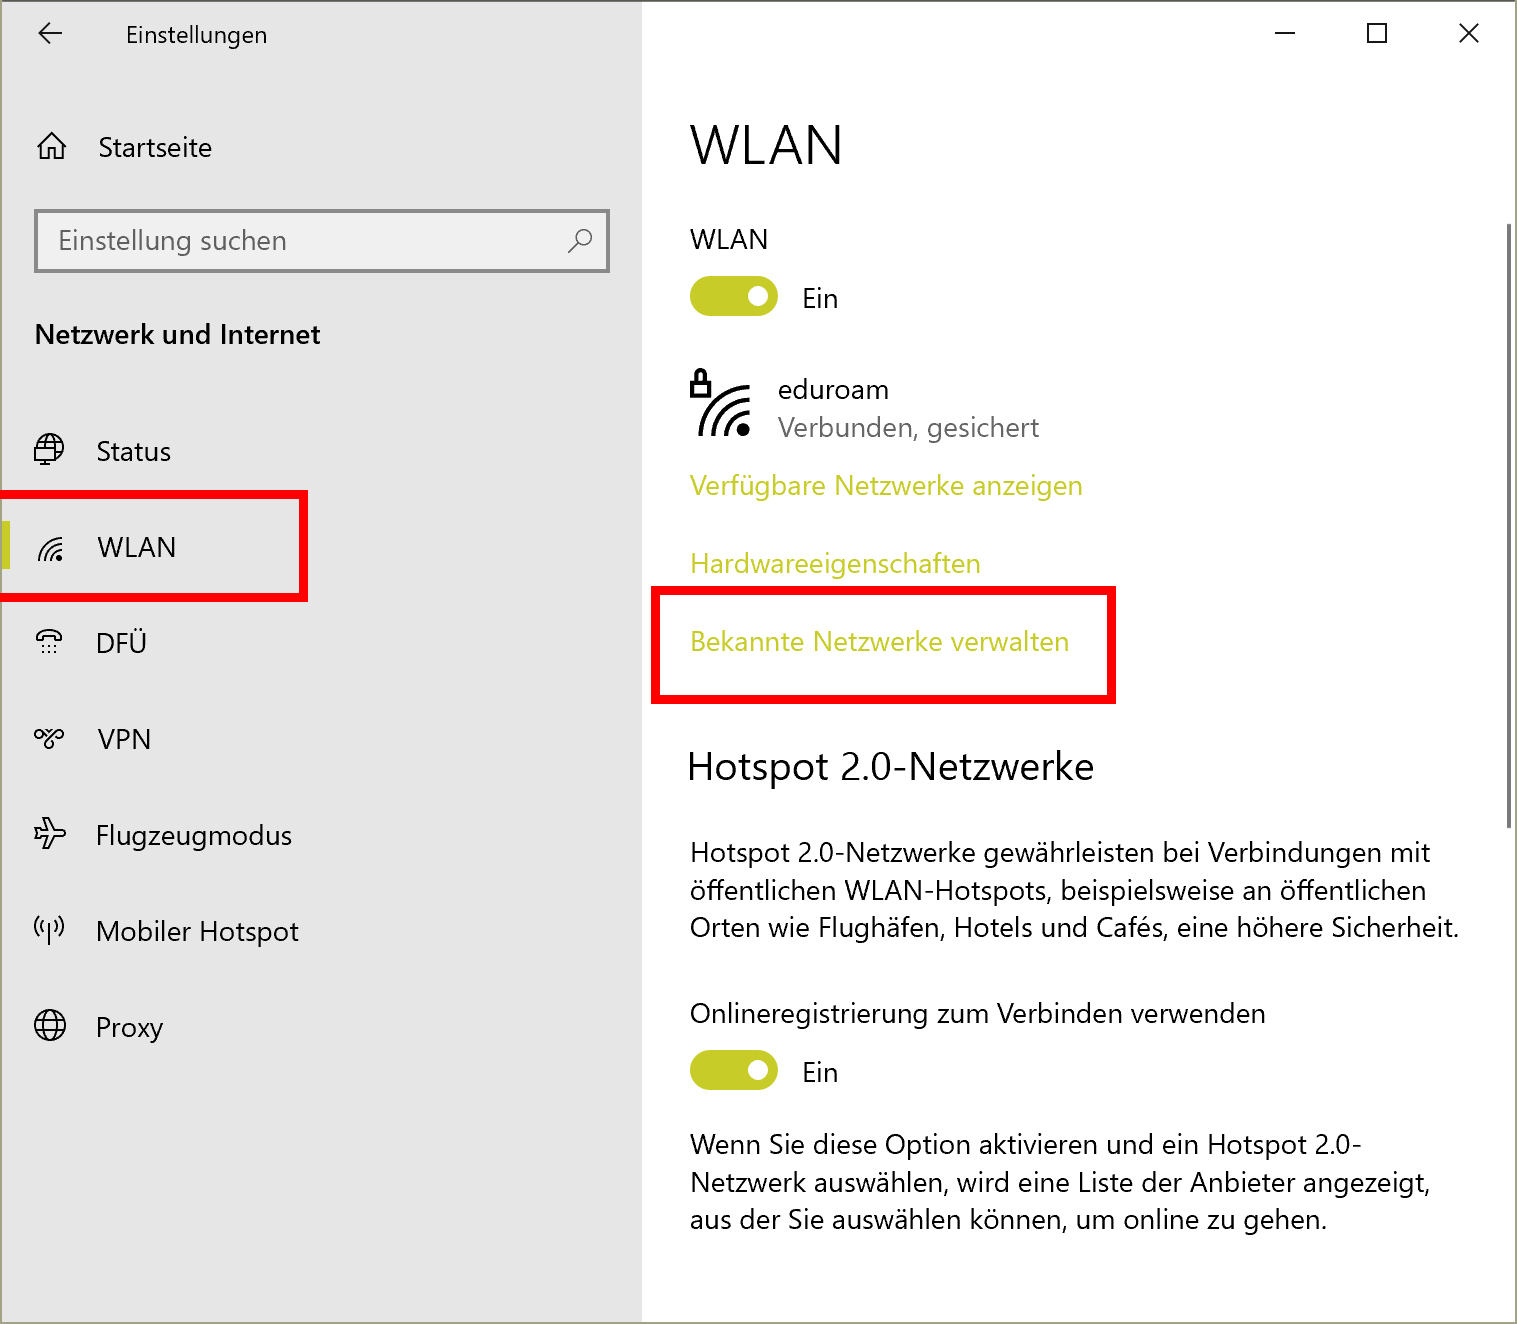 Einstellungen
Startseite
Einstellung suchen
Netzwerk und Internet
Status
WLAN
DFÜ
VPN
Flugzeugmodus
Mobiler Hotspot
Proxy
WLAN
WLAN
Ein
eduroam
Verbunden, gesichert
Verfügbare Netzwerke anzeigen
Hardwareeigenschaften
Bekannte Netzwerke verwalten
Hotspot 2.0-Netzwerke
Hotspot 2.0-Netzwerke gewährleisten bei Verbindungen mit
öffentlichen WLAN-Hotspots, beispielsweise an öffentlichen
Orten wie Flughäfen, Hotels und Cafés, eine höhere Sicherheit.
Onlineregistrierung zum Verbinden verwenden
Ein
Wenn Sie diese Option aktivieren und ein Hotspot 2.0-
Netzwerk auswählen, wird eine Liste der Anbieter angezeigt,
aus der Sie auswählen können, um online zu gehen.